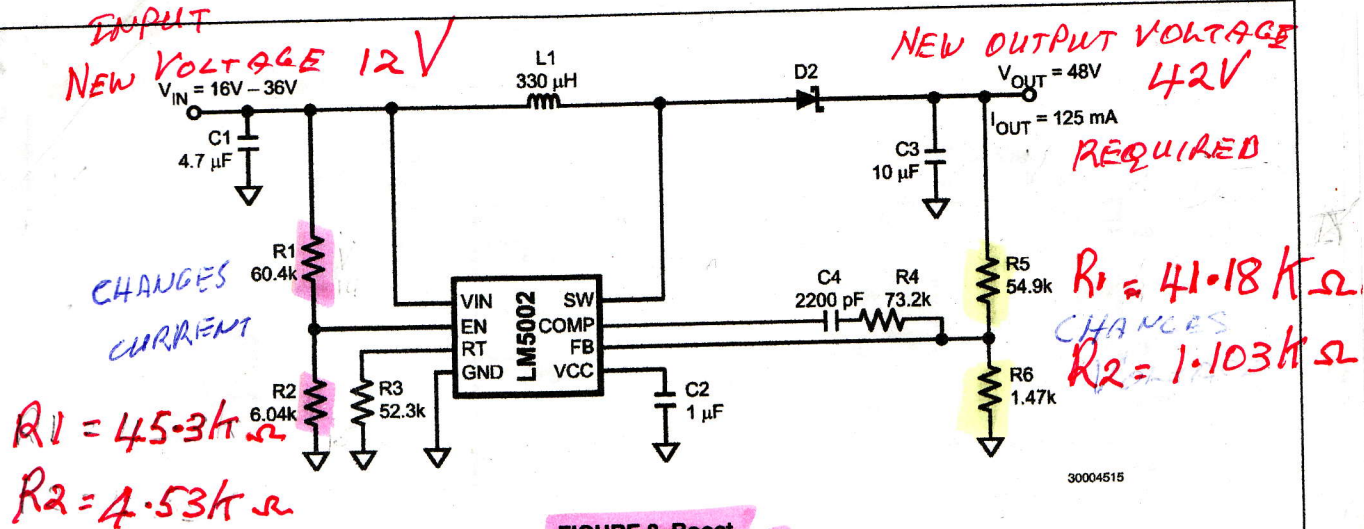 INPUT
NEW VOLTAGE 12V
NEW OUTPUT VOLTAGE
42V
REQUIRED
VIN = 16V – 36V
L1
330 µH
D2
VOUT = 48V
IOUT = 125 mA
C1
4.7 µF
C3
10 µF
R1
60.4k
CHANGES
CURRENT
R5
54.9k
R1 = 41.18 KΩ
CHANGES
R2 = 1.103KΩ
C4
2200 pF
R4
73.2k
VIN
EN
RT
GND
LM5002
SW
COMP
FB
VCC
R2
6.04k
R3
52.3k
C2
1 µF
R6
1.47k
R1 = 45.3KΩ
R2 = 4.53KΩ
30004515